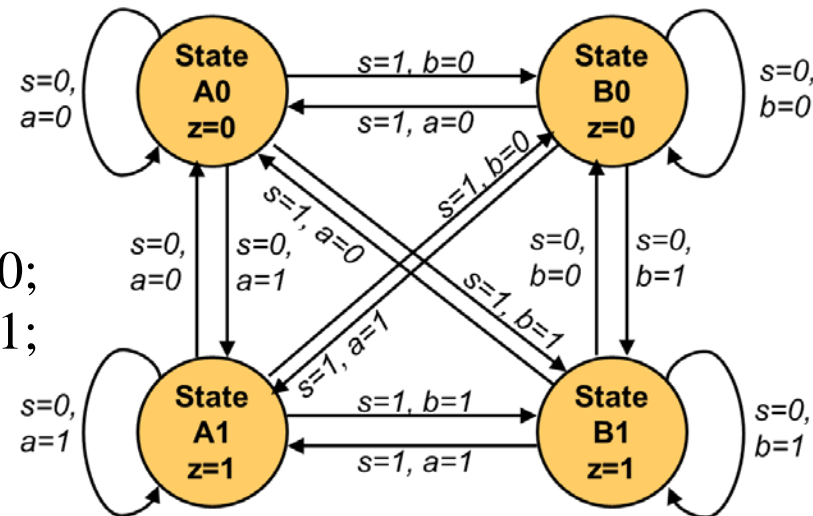 State
A0
z=0
State
B0
z=0
s=0,
a=0
s=1, b=0
s=1, a=0
s=0,
b=0
s=1, a=0
s=1, b=0
s=0,
a=0
s=0,
a=1
s=0,
b=0
s=0,
b=1
0;
1;
s=1, a=1
s=1, b=1
State
A1
z=1
State
B1
z=1
s=0,
a=1
s=1, b=1
s=1, a=1
s=0,
b=1